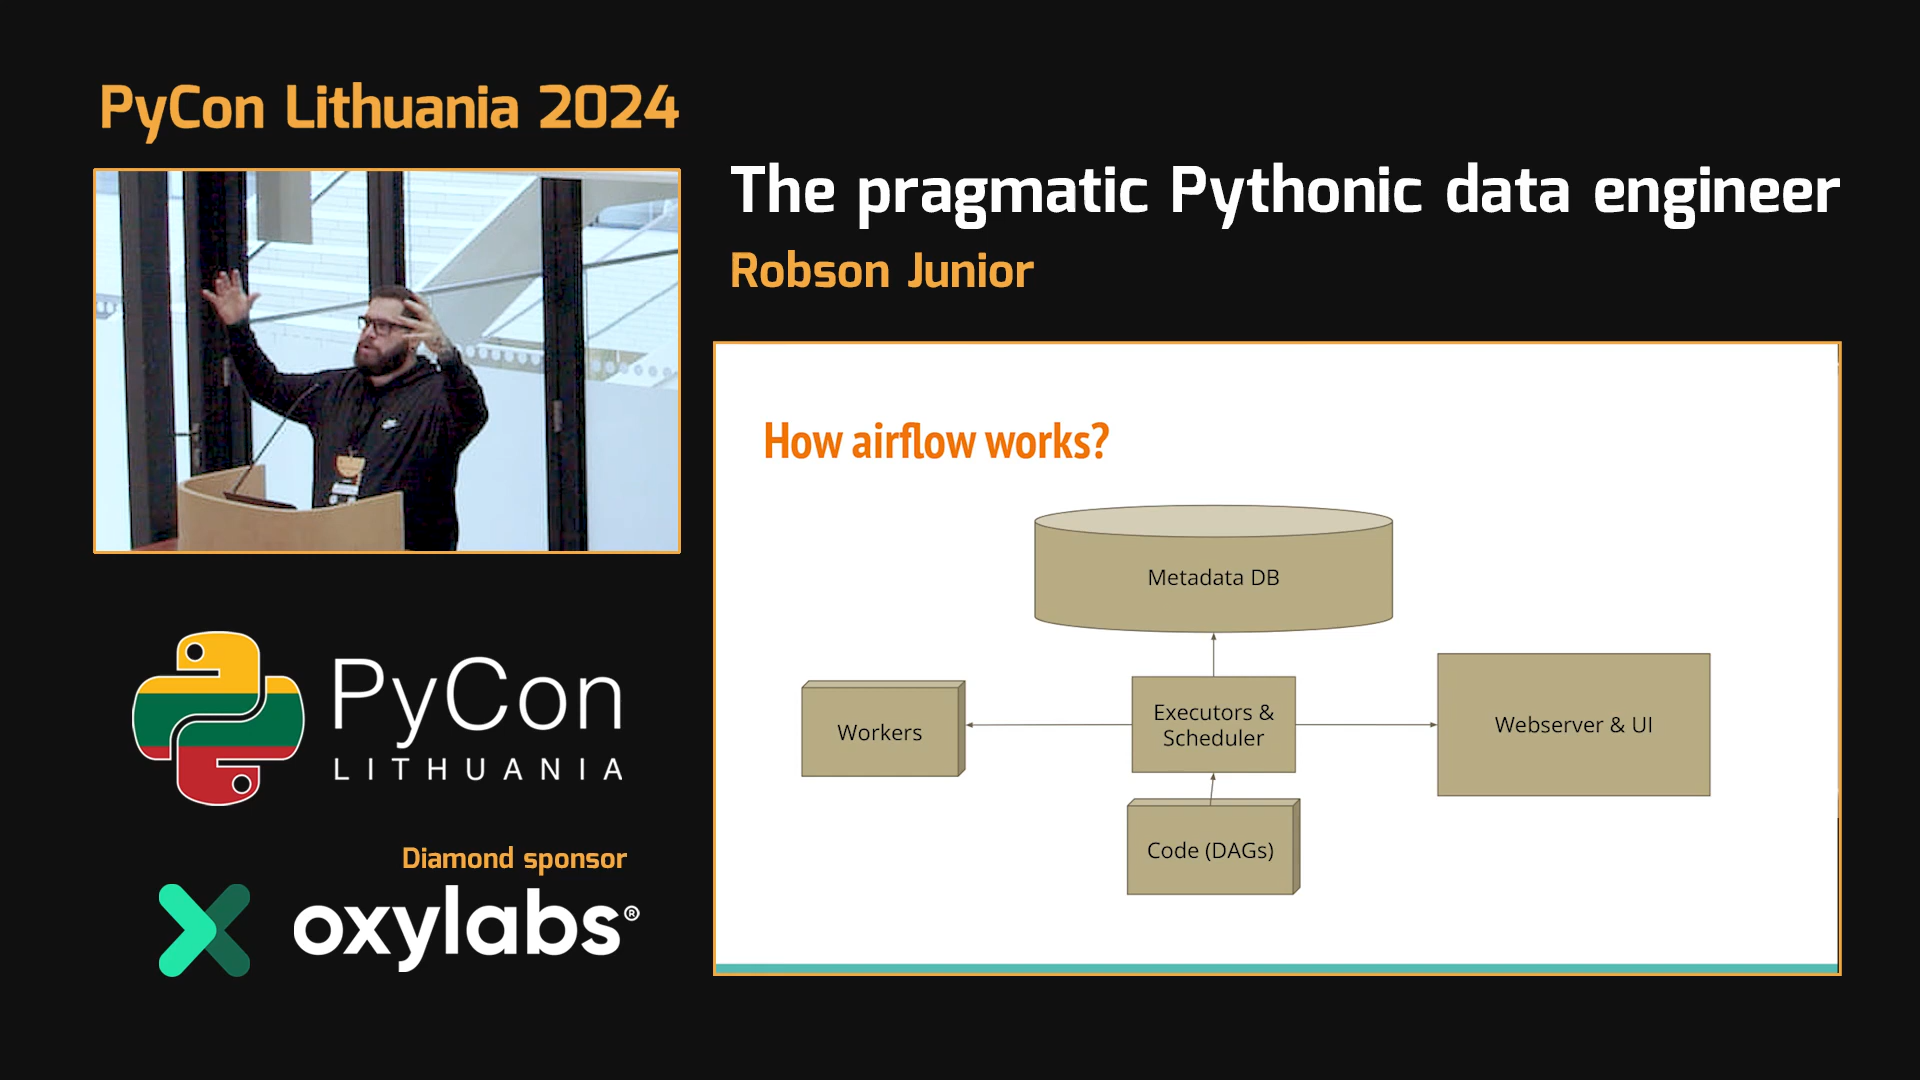 PyCon Lithuania 2024
The pragmatic Pythonic data engineer
Robson Junior
How airflow works?
Metadata DB
Workers
Executors &
Scheduler
Webserver & UI
Code (DAGs)
PyCon
LITHUANIA
Diamond sponsor
oxylabs®